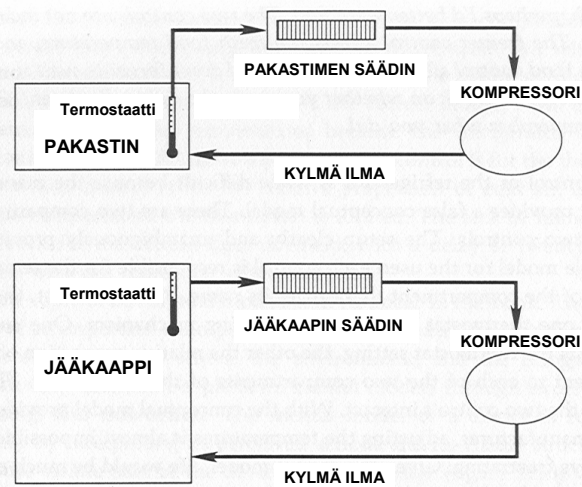 PAKASTIMEN SÄÄDIN
KOMPRESSORI
Termostaatti
PAKASTIN
KYLMÄ ILMA
Termostaatti
JÄÄKAAPIN SÄÄDIN
KOMPRESSORI
JÄÄKAAPPI
KYLMÄ ILMA